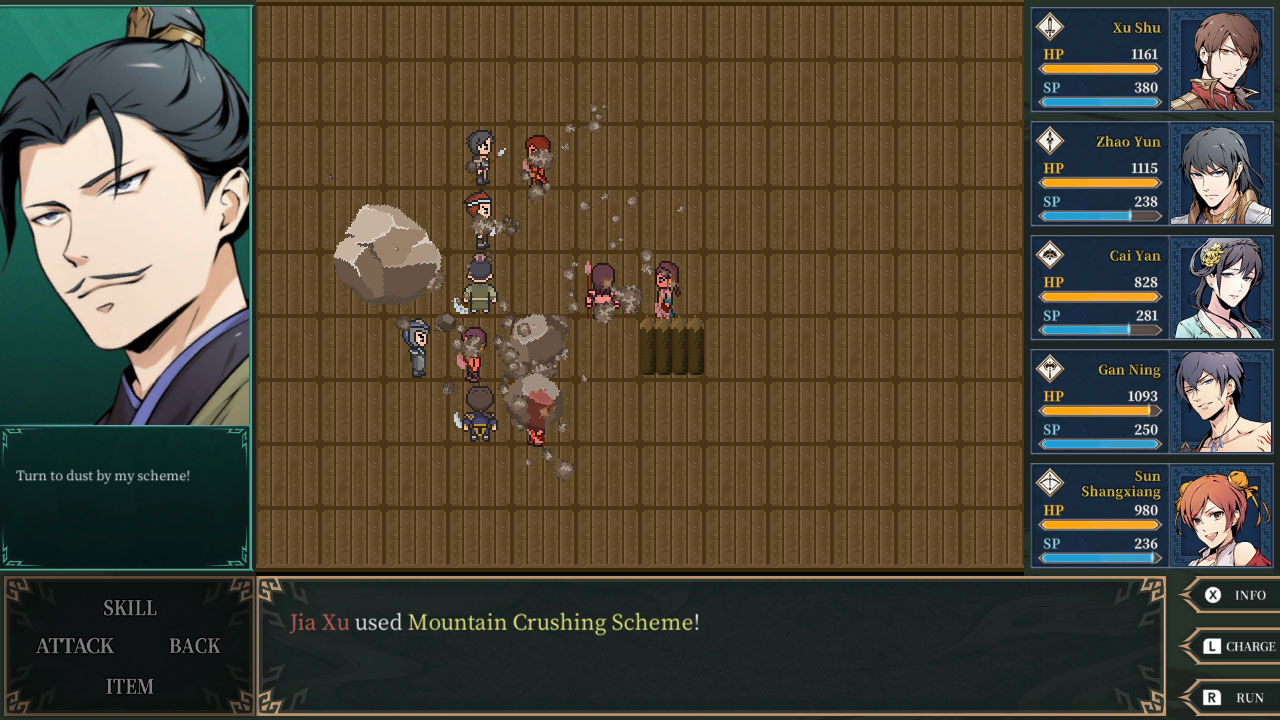 Turn to dust by my scheme!
SKILL
ATTACK BACK
ITEM
Jia Xu used Mountain Crushing Scheme!
Xu Shu
HP 1161
SP 380
Zhao Yun
HP 1115
SP 238
Cai Yan
HP 828
SP 281
Gan Ning
HP 1093
SP 250
Sun
Shangxiang
HP 980
SP 236
X INFO
L CHARGE
R RUN